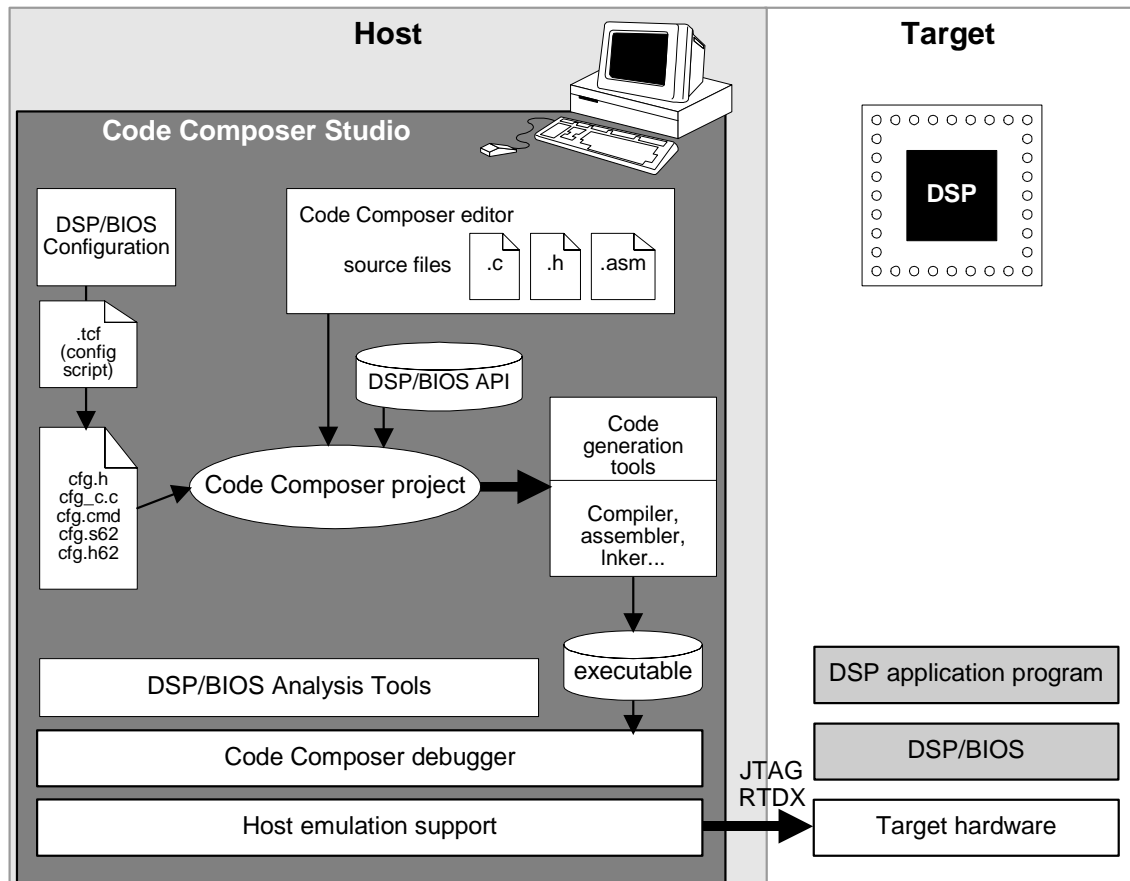 Host
Target
Code Composer Studio
DSP
DSP/BIOS
Configuration
Code Composer editor
source files
.c
.h
.asm
.tcf
(config
script)
DSP/BIOS API
Code
generation
tools
cfg.h
cfg_c.c
cfg.cmd
cfg.s62
cfg.h62
Code Composer project
Compiler,
assembler,
lnker...
executable
DSP/BIOS Analysis Tools
DSP application program
Code Composer debugger
DSP/BIOS
JTAG
RTDX
Host emulation support
Target hardware